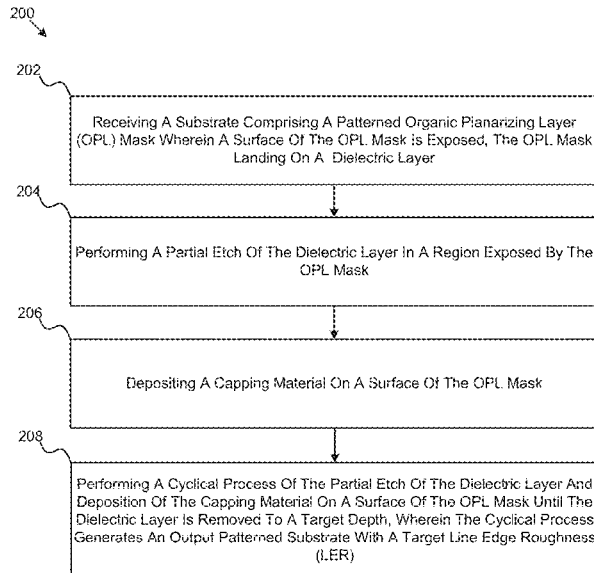 200
202
Receiving A Substrate Comprising A Patterned Organic Planarizing Layer
(OPL) Mask Wherein A Surface Of The OPL Mask is Exposed, The OPL Mask
Landing On A Dielectric Layer
204
Performing A Partial Etch Of The Dielectric Layer In A Region Exposed By The
OPL Mask
206
Depositing A Capping Material On A Surface Of The OPL Mask
208
Performing A Cyclical Process Of The Partial Etch Of The Dielectric Layer And
Deposition Of The Capping Material On A Surface Of The OPL Mask Until The
Dielectric Layer Is Removed To A Target Depth, Wherein The Cyclical Process
Generates An Output Patterned Substrate With A Target Line Edge Roughness
(LER)